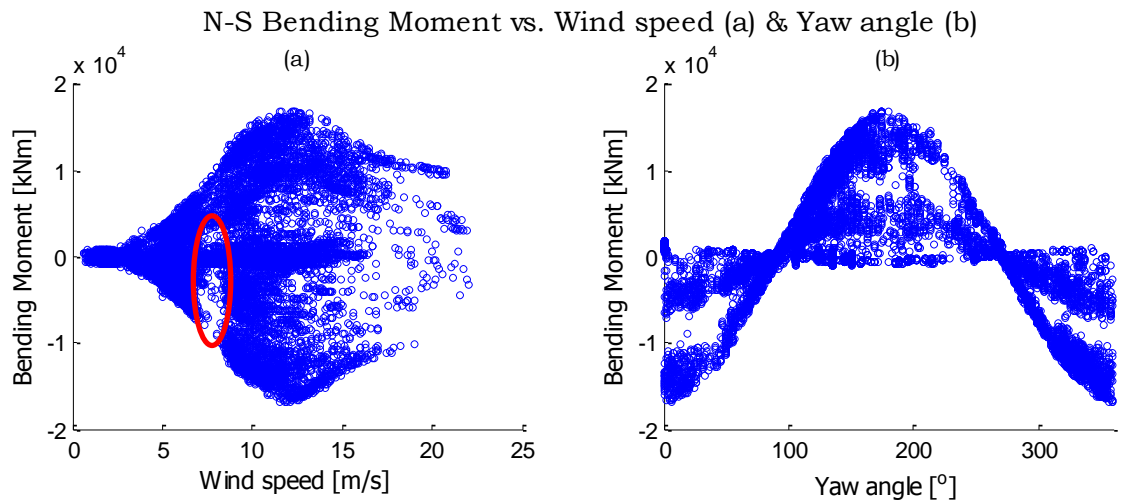 N-S Bending Moment vs. Wind speed (a) & Yaw angle (b)
(a)
x 10^4
2
1
0
-1
-2
0 5 10 15 20 25
Bending Moment [kNm]
Wind speed [m/s]
(b)
x 10^4
2
1
0
-1
-2
0 100 200 300
Bending Moment [kNm]
Yaw angle [°]